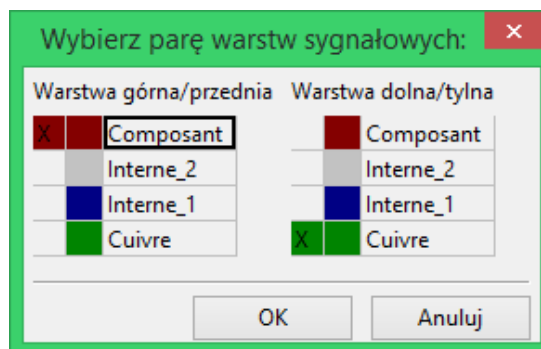 Wybierz parę warstw sygnałowych: ×
Warstwa górna/przednia Warstwa dolna/tylna
X Composant Composant
Interne_2 Interne_2
Interne_1 Interne_1
Cuivre X Cuivre
OK Anuluj